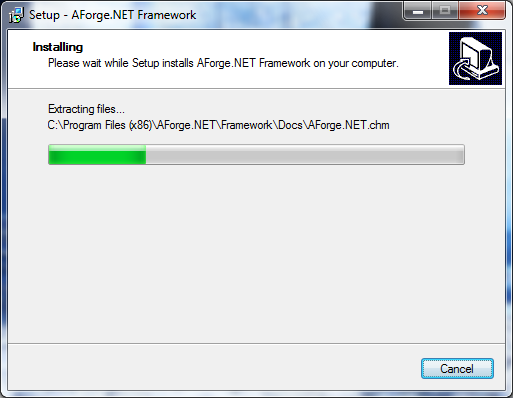 Setup - AForge.NET Framework
Installing
Please wait while Setup installs AForge.NET Framework on your computer.
Extracting files...
C:\Program Files (x86)\AForge.NET\Framework\Docs\AForge.NET.chm
Cancel